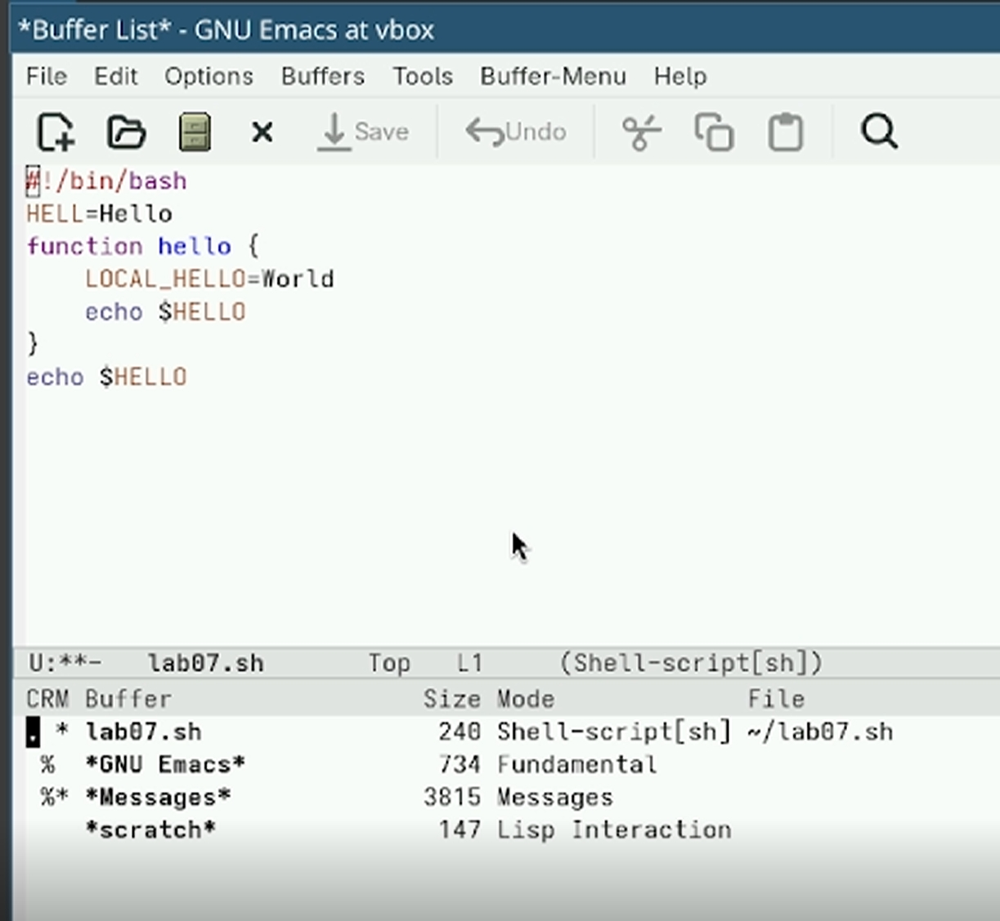 *Buffer List* - GNU Emacs at vbox
File Edit Options Buffers Tools Buffer-Menu Help
Save Undo
#!/bin/bash
HELL=Hello
function hello {
    LOCAL_HELLO=World
    echo $HELLO
}
echo $HELLO
U:**- lab07.sh Top L1 (Shell-script[sh])
CRM Buffer Size Mode File
. * lab07.sh 240 Shell-script[sh] ~/lab07.sh
% *GNU Emacs* 734 Fundamental
%* *Messages* 3815 Messages
*scratch* 147 Lisp Interaction